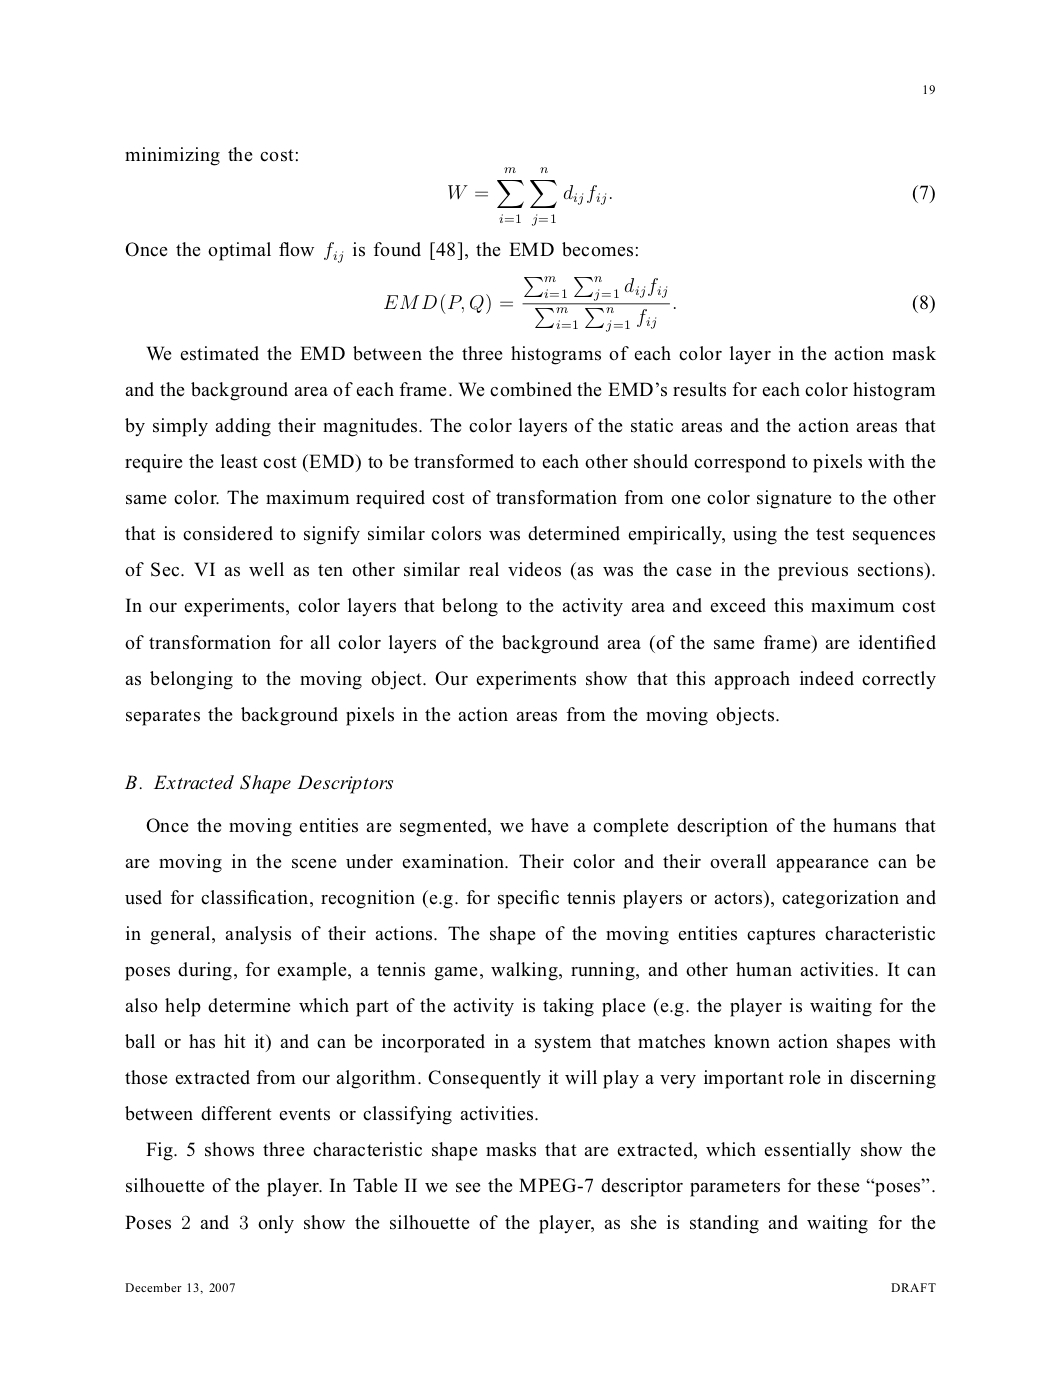 19
minimizing the cost:
W = \sum_{i=1}^{m} \sum_{j=1}^{n} d_{ij} f_{ij}. (7)
Once the optimal flow f_{ij} is found [48], the EMD becomes:
EMD(P, Q) = \frac{\sum_{i=1}^{m} \sum_{j=1}^{n} d_{ij} f_{ij}}{\sum_{i=1}^{m} \sum_{j=1}^{n} f_{ij}}. (8)
We estimated the EMD between the three histograms of each color layer in the action mask
and the background area of each frame. We combined the EMD's results for each color histogram
by simply adding their magnitudes. The color layers of the static areas and the action areas that
require the least cost (EMD) to be transformed to each other should correspond to pixels with the
same color. The maximum required cost of transformation from one color signature to the other
that is considered to signify similar colors was determined empirically, using the test sequences
of Sec. VI as well as ten other similar real videos (as was the case in the previous sections).
In our experiments, color layers that belong to the activity area and exceed this maximum cost
of transformation for all color layers of the background area (of the same frame) are identified
as belonging to the moving object. Our experiments show that this approach indeed correctly
separates the background pixels in the action areas from the moving objects.
B. Extracted Shape Descriptors
Once the moving entities are segmented, we have a complete description of the humans that
are moving in the scene under examination. Their color and their overall appearance can be
used for classification, recognition (e.g. for specific tennis players or actors), categorization and
in general, analysis of their actions. The shape of the moving entities captures characteristic
poses during, for example, a tennis game, walking, running, and other human activities. It can
also help determine which part of the activity is taking place (e.g. the player is waiting for the
ball or has hit it) and can be incorporated in a system that matches known action shapes with
those extracted from our algorithm. Consequently it will play a very important role in discerning
between different events or classifying activities.
Fig. 5 shows three characteristic shape masks that are extracted, which essentially show the
silhouette of the player. In Table II we see the MPEG-7 descriptor parameters for these “poses”.
Poses 2 and 3 only show the silhouette of the player, as she is standing and waiting for the
December 13, 2007 DRAFT